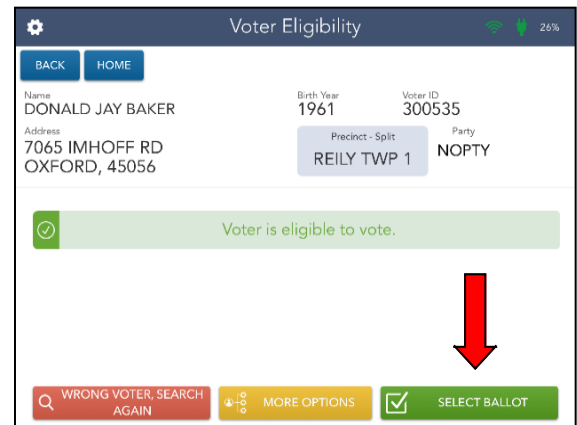 Voter Eligibility
26%
BACK
HOME
Name
DONALD JAY BAKER
Birth Year
1961
Voter ID
300535
Address
7065 IMHOFF RD
OXFORD, 45056
Precinct - Split
REILY TWP 1
Party
NOPTY
Voter is eligible to vote.
WRONG VOTER, SEARCH
AGAIN
MORE OPTIONS
SELECT BALLOT